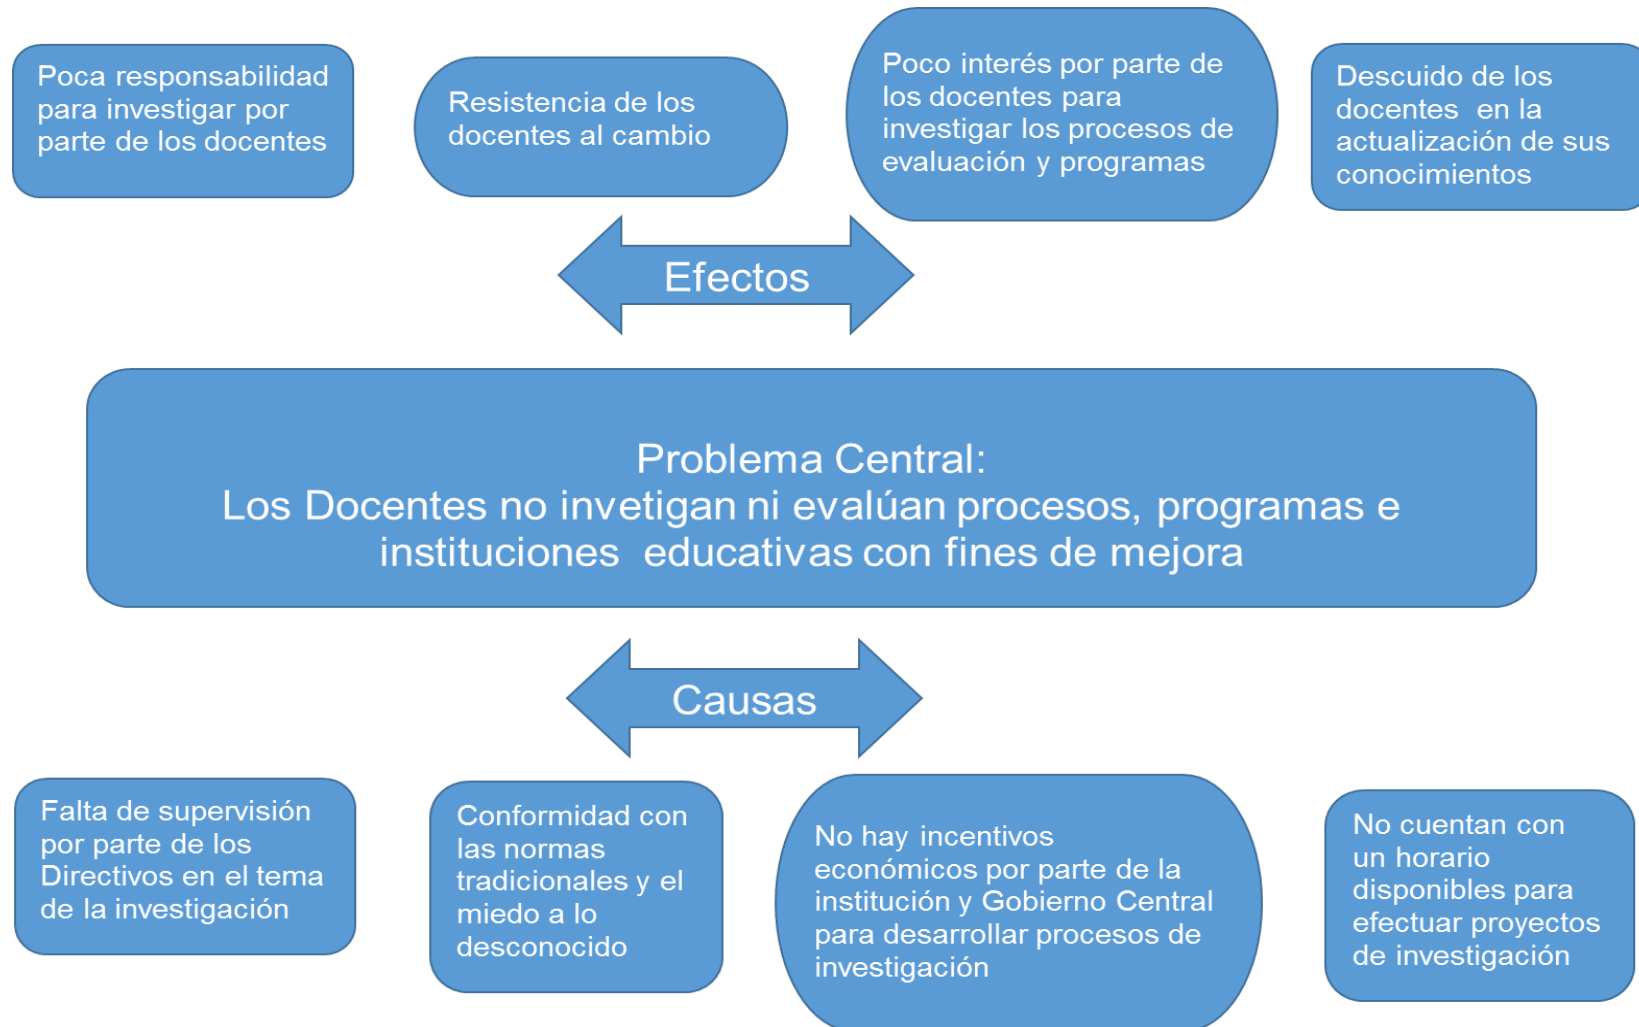 Poca responsabilidad
para investigar por
parte de los docentes
Resistencia de los
docentes al cambio
Poco interés por parte de
los docentes para
investigar los procesos de
evaluación y programas
Descuido de los
docentes  en la
actualización de sus
conocimientos
Efectos
Problema Central:
Los Docentes no invetigan ni evalúan procesos, programas e
instituciones  educativas con fines de mejora
Causas
Falta de supervisión
por parte de los
Directivos en el tema
de la investigación
Conformidad con
las normas
tradicionales y el
miedo a lo
desconocido
No hay incentivos
económicos por parte de la
institución y Gobierno Central
para desarrollar procesos de
investigación
No cuentan con
un horario
disponibles para
efectuar proyectos
de investigación